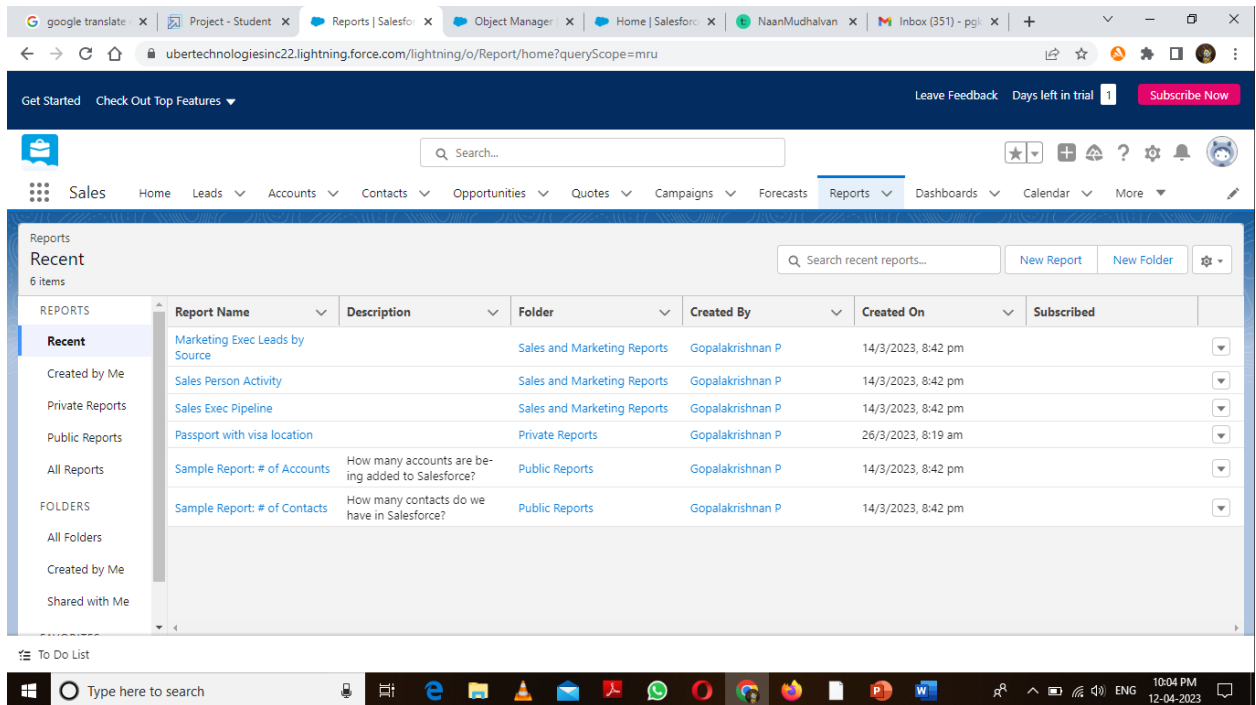 google translate
Project - Student
Reports | Salesfor
Object Manager
Home | Salesforc
NaanMudhalvan
Inbox (351) - pgk
ubertechnologiesinc22.lightning.force.com/lightning/o/Report/home?queryScope=mru
Get Started Check Out Top Features
Leave Feedback Days left in trial 1 Subscribe Now
Search...
Sales Home Leads Accounts Contacts Opportunities Quotes Campaigns Forecasts Reports Dashboards Calendar More
Reports
Recent
6 items
Search recent reports...
New Report New Folder
REPORTS
Recent
Created by Me
Private Reports
Public Reports
All Reports
FOLDERS
All Folders
Created by Me
Shared with Me
Report Name Description Folder Created By Created On Subscribed
Marketing Exec Leads by
Source
Sales and Marketing Reports Gopalakrishnan P 14/3/2023, 8:42 pm
Sales Person Activity Sales and Marketing Reports Gopalakrishnan P 14/3/2023, 8:42 pm
Sales Exec Pipeline Sales and Marketing Reports Gopalakrishnan P 14/3/2023, 8:42 pm
Passport with visa location Private Reports Gopalakrishnan P 26/3/2023, 8:19 am
Sample Report: # of Accounts
How many accounts are be-
ing added to Salesforce?
Public Reports Gopalakrishnan P 14/3/2023, 8:42 pm
Sample Report: # of Contacts
How many contacts do we
have in Salesforce?
Public Reports Gopalakrishnan P 14/3/2023, 8:42 pm
To Do List
Type here to search
ENG
10:04 PM
12-04-2023